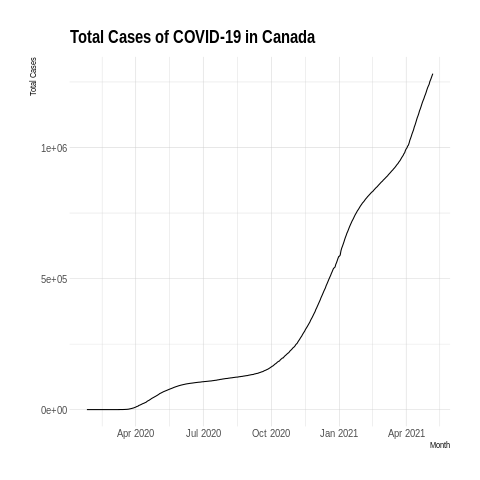 Total Cases of COVID-19 in Canada
Total Cases
1e+06
5e+05
0e+00
Apr 2020 Jul 2020 Oct 2020 Jan 2021 Apr 2021
Month